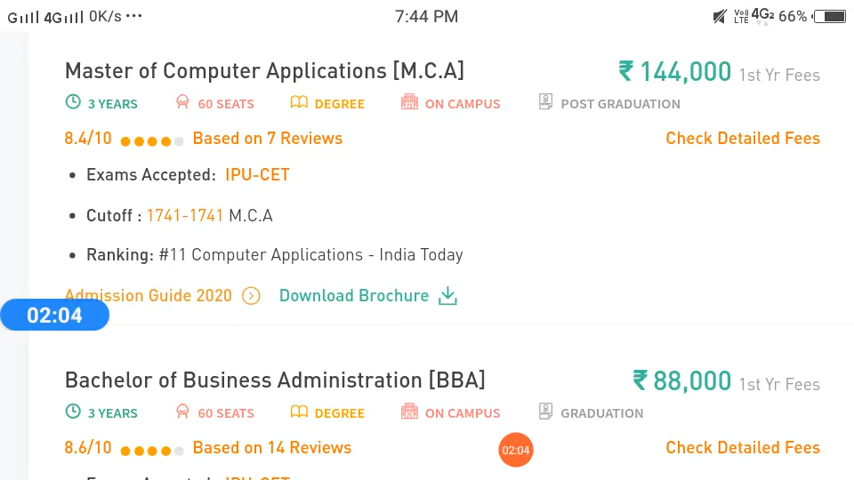 4G 0K/s ··· 7:44 PM Vo) LTE 4G 66%
Master of Computer Applications [M.C.A] ₹ 144,000 1st Yr Fees
3 YEARS 60 SEATS DEGREE ON CAMPUS POST GRADUATION
8.4/10 Based on 7 Reviews Check Detailed Fees
• Exams Accepted: IPU-CET
• Cutoff : 1741-1741 M.C.A
• Ranking: #11 Computer Applications - India Today
Admission Guide 2020 Download Brochure
02:04
Bachelor of Business Administration [BBA] ₹ 88,000 1st Yr Fees
3 YEARS 60 SEATS DEGREE ON CAMPUS GRADUATION
8.6/10 Based on 14 Reviews 02:04 Check Detailed Fees